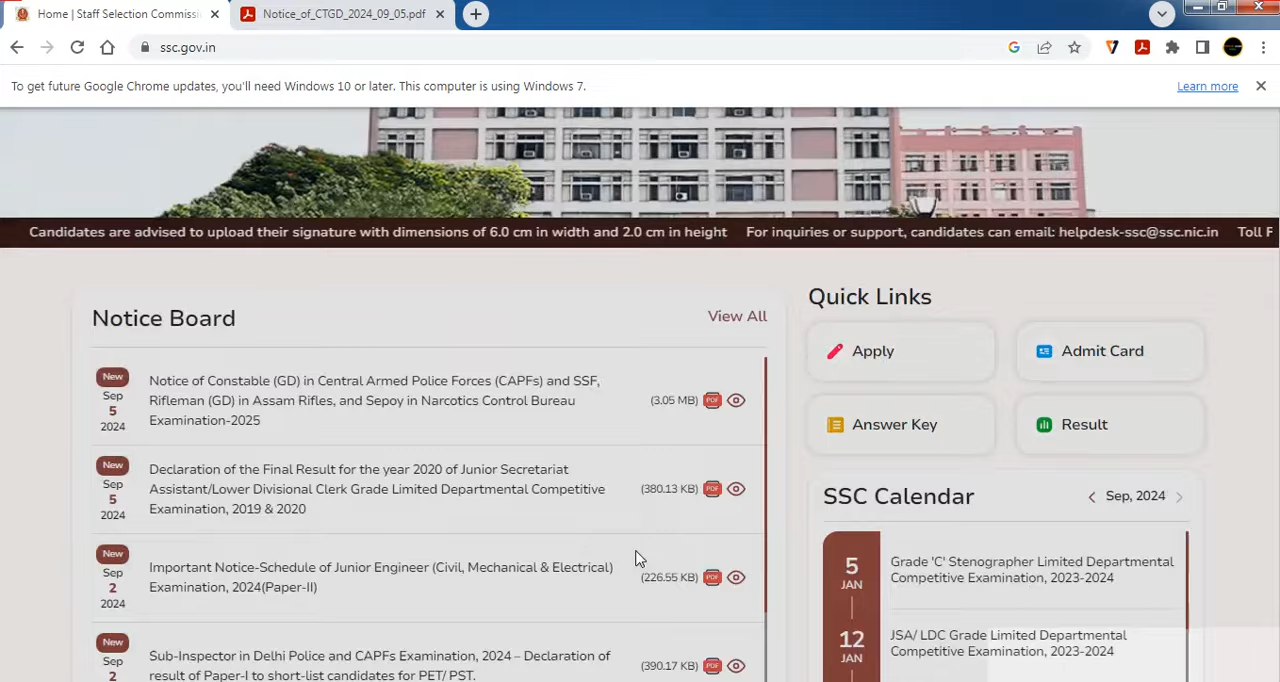 Home | Staff Selection Commissi
Notice_of_CTGD_2024_09_05.pdf
ssc.gov.in
To get future Google Chrome updates, you'll need Windows 10 or later. This computer is using Windows 7.
Learn more
Candidates are advised to upload their signature with dimensions of 6.0 cm in width and 2.0 cm in height
For inquiries or support, candidates can email: helpdesk-ssc@ssc.nic.in
Toll F
Notice Board
View All
New
Sep
5
2024
Notice of Constable (GD) in Central Armed Police Forces (CAPFs) and SSF,
Rifleman (GD) in Assam Rifles, and Sepoy in Narcotics Control Bureau
Examination-2025
(3.05 MB)
PDF
New
Sep
5
2024
Declaration of the Final Result for the year 2020 of Junior Secretariat
Assistant/Lower Divisional Clerk Grade Limited Departmental Competitive
Examination, 2019 & 2020
(380.13 KB)
PDF
New
Sep
2
2024
Important Notice-Schedule of Junior Engineer (Civil, Mechanical & Electrical)
Examination, 2024(Paper-II)
(226.55 KB)
PDF
New
Sep
2
Sub-Inspector in Delhi Police and CAPFs Examination, 2024 – Declaration of
result of Paper-I to short-list candidates for PET/ PST.
(390.17 KB)
PDF
Quick Links
Apply
Admit Card
Answer Key
Result
SSC Calendar
< Sep, 2024 >
5
JAN
Grade 'C' Stenographer Limited Departmental
Competitive Examination, 2023-2024
12
JAN
JSA/ LDC Grade Limited Departmental
Competitive Examination, 2023-2024